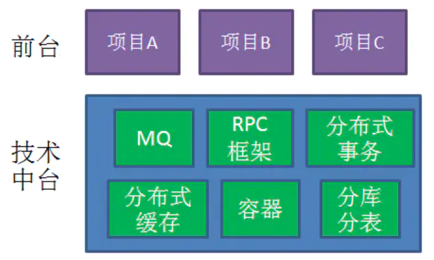 前台
项目A
项目B
项目C
技术
中台
MQ
RPC
框架
分布式
事务
分布式
缓存
容器
分库
分表